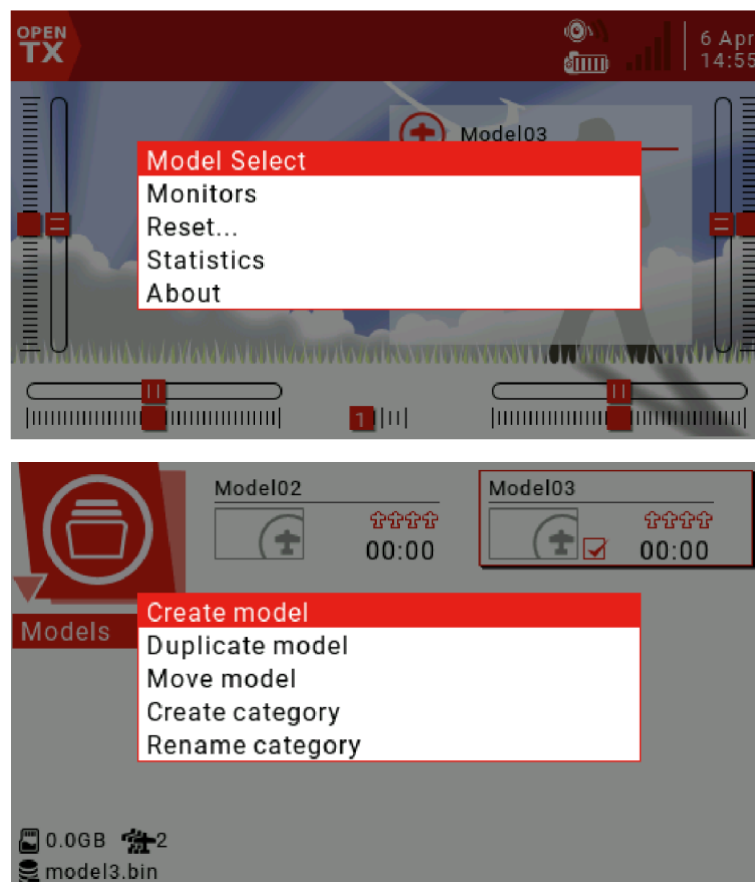 OPEN
TX
6 Apr
14:55
Model03
Model Select
Monitors
Reset...
Statistics
About
1
Model02
Model03
00:00
00:00
Models
Create model
Duplicate model
Move model
Create category
Rename category
0.0GB 2
model3.bin